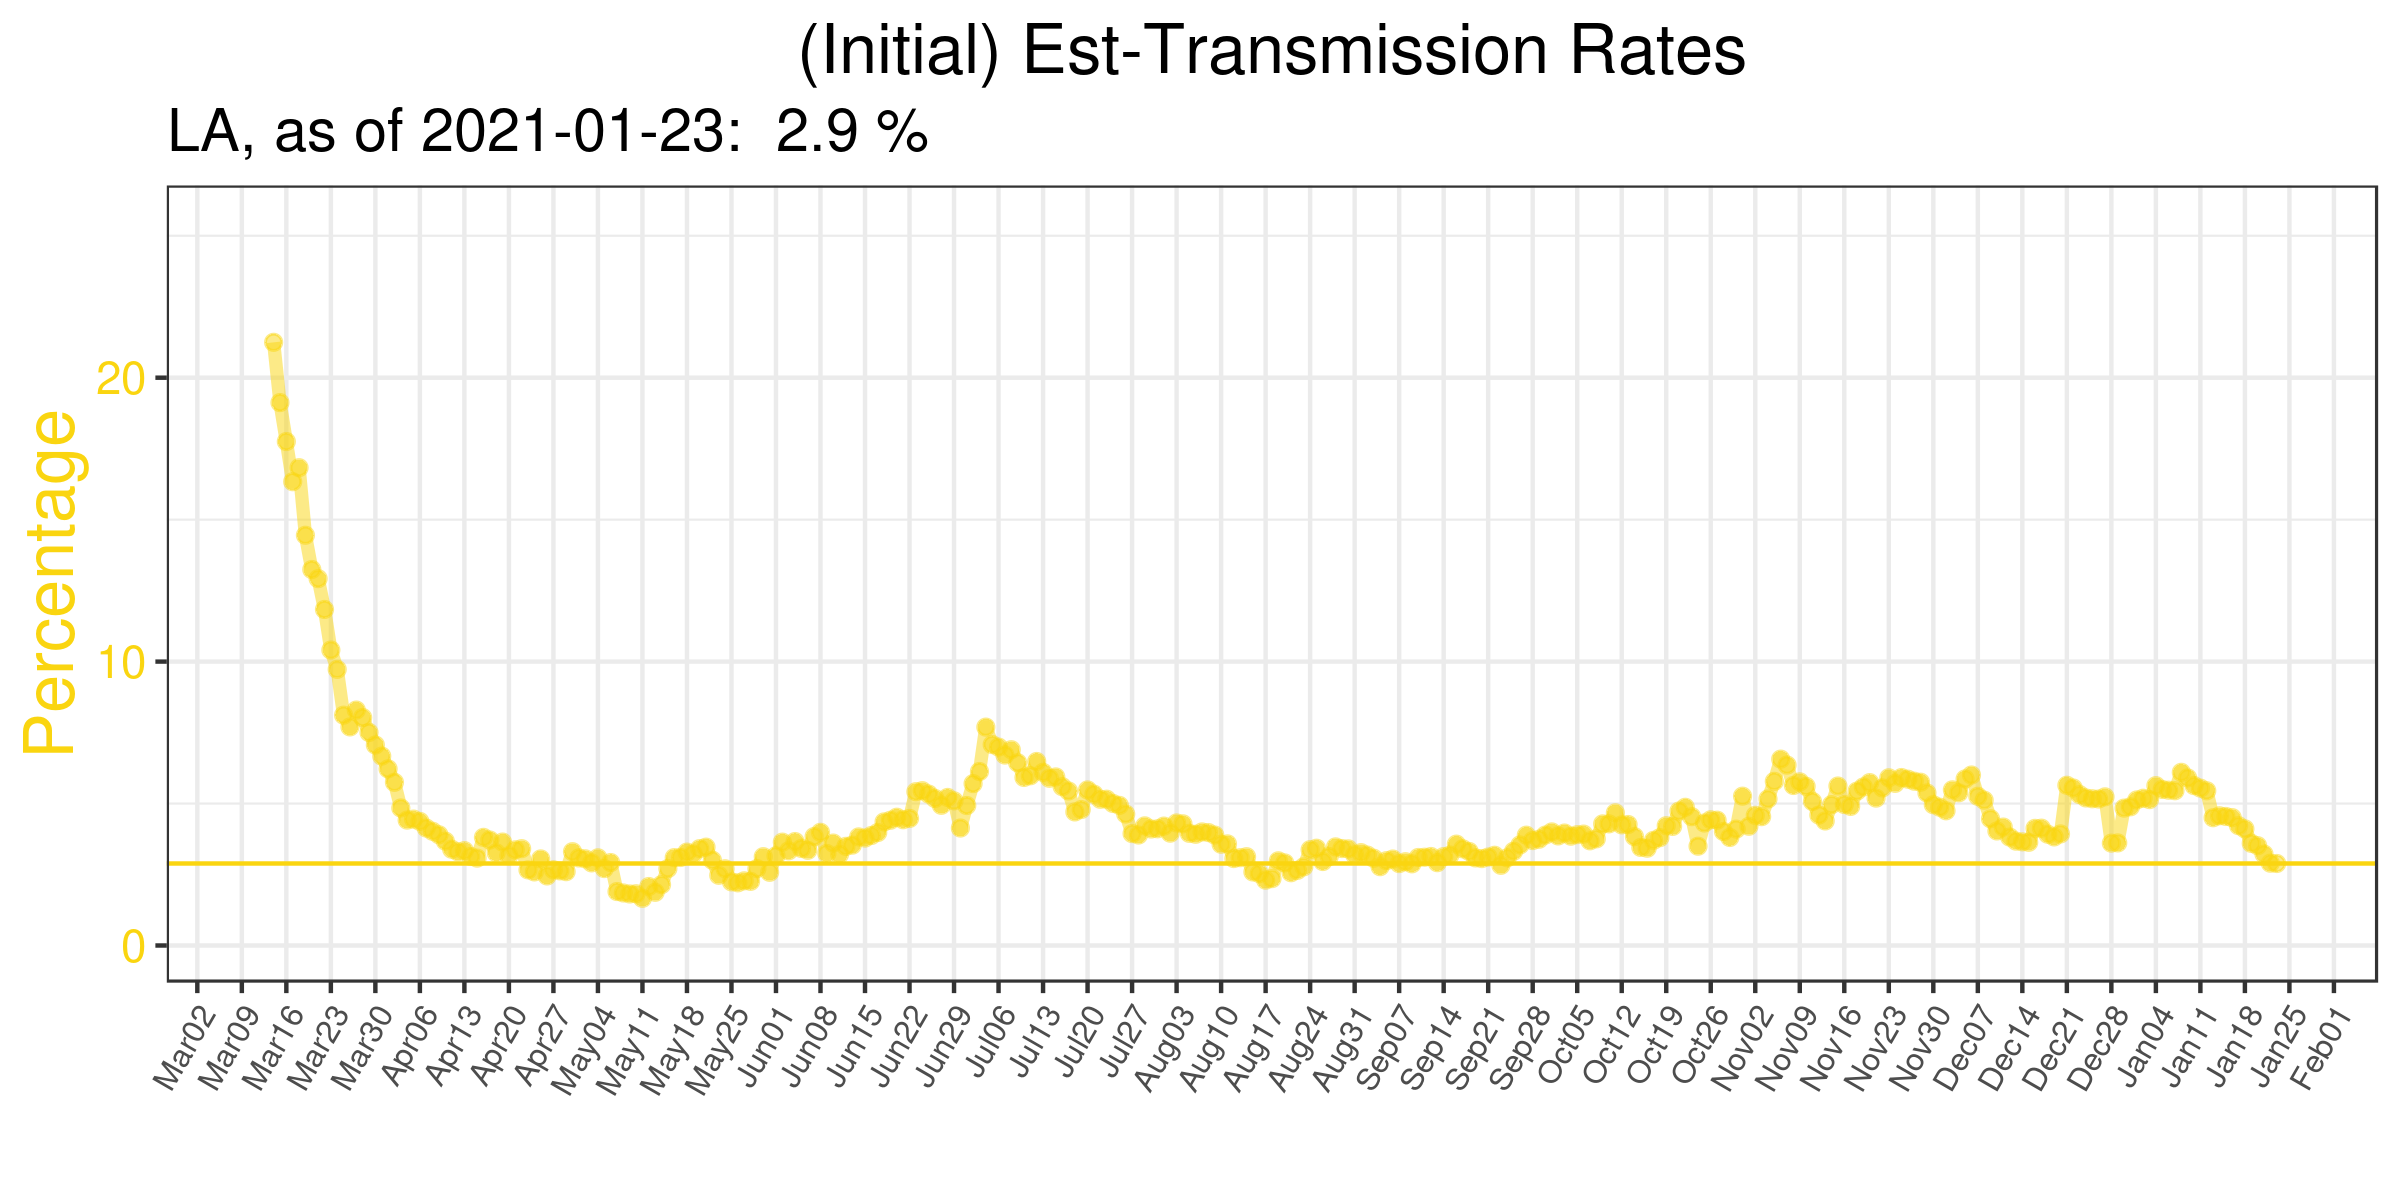 (Initial) Est-Transmission Rates
LA, as of 2021-01-23:  2.9 %
Percentage
20
10
0
Mar02 Mar09 Mar16 Mar23 Mar30 Apr06 Apr13 Apr20 Apr27 May04 May11 May18 May25 Jun01 Jun08 Jun15 Jun22 Jun29 Jul06 Jul13 Jul20 Jul27 Aug03 Aug10 Aug17 Aug24 Aug31 Sep07 Sep14 Sep21 Sep28 Oct05 Oct12 Oct19 Oct26 Nov02 Nov09 Nov16 Nov23 Nov30 Dec07 Dec14 Dec21 Dec28 Jan04 Jan11 Jan18 Jan25 Feb01